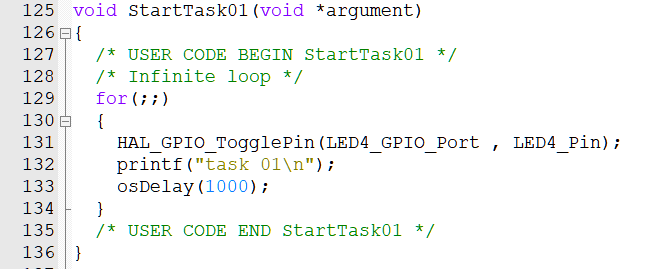 125 void StartTask01(void *argument)
126 {
127 /* USER CODE BEGIN StartTask01 */
128 /* Infinite loop */
129 for(;;)
130 {
131 HAL_GPIO_TogglePin(LED4_GPIO_Port , LED4_Pin);
132 printf("task 01\n");
133 osDelay(1000);
134 }
135 /* USER CODE END StartTask01 */
136 }